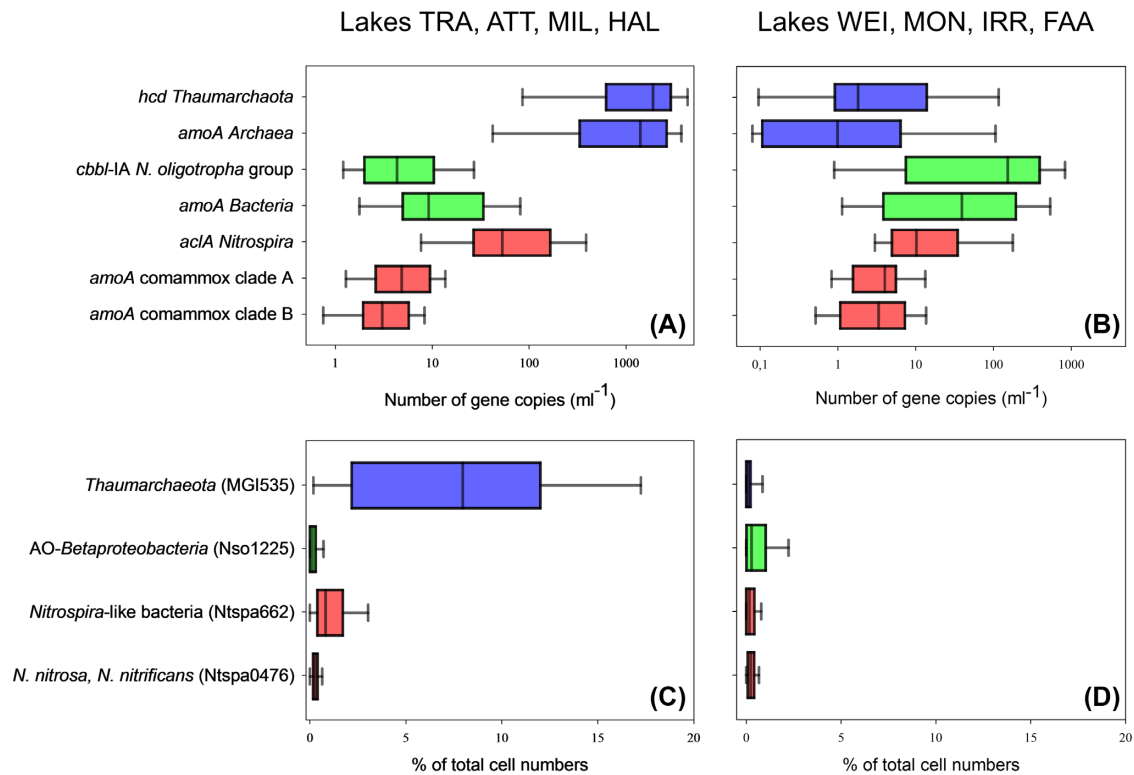 Lakes TRA, ATT, MIL, HAL
Lakes WEI, MON, IRR, FAA
hcd Thaumarchaota
amoA Archaea
cbbl-IA N. oligotropha group
amoA Bacteria
aclA Nitrospira
amoA comammox clade A
amoA comammox clade B
(A)
(B)
1 10 100 1000
0,1 1 10 100 1000
Number of gene copies (ml-1)
Number of gene copies (ml-1)
Thaumarchaeota (MGI535)
AO-Betaproteobacteria (Nso1225)
Nitrospira-like bacteria (Ntspa662)
N. nitrosa, N. nitrificans (Ntspa0476)
(C)
(D)
0 5 10 15 20
0 5 10 15 20
% of total cell numbers
% of total cell numbers